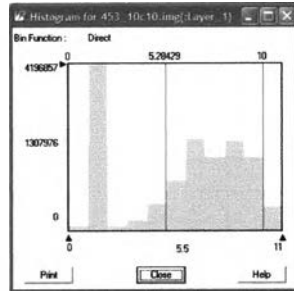 Histogram for 453_10c10.img(:Layer_1)
Bin Function : Direct
0 5.28429 10
4196857
1307976
0
0 5.5 11
Print Close Help